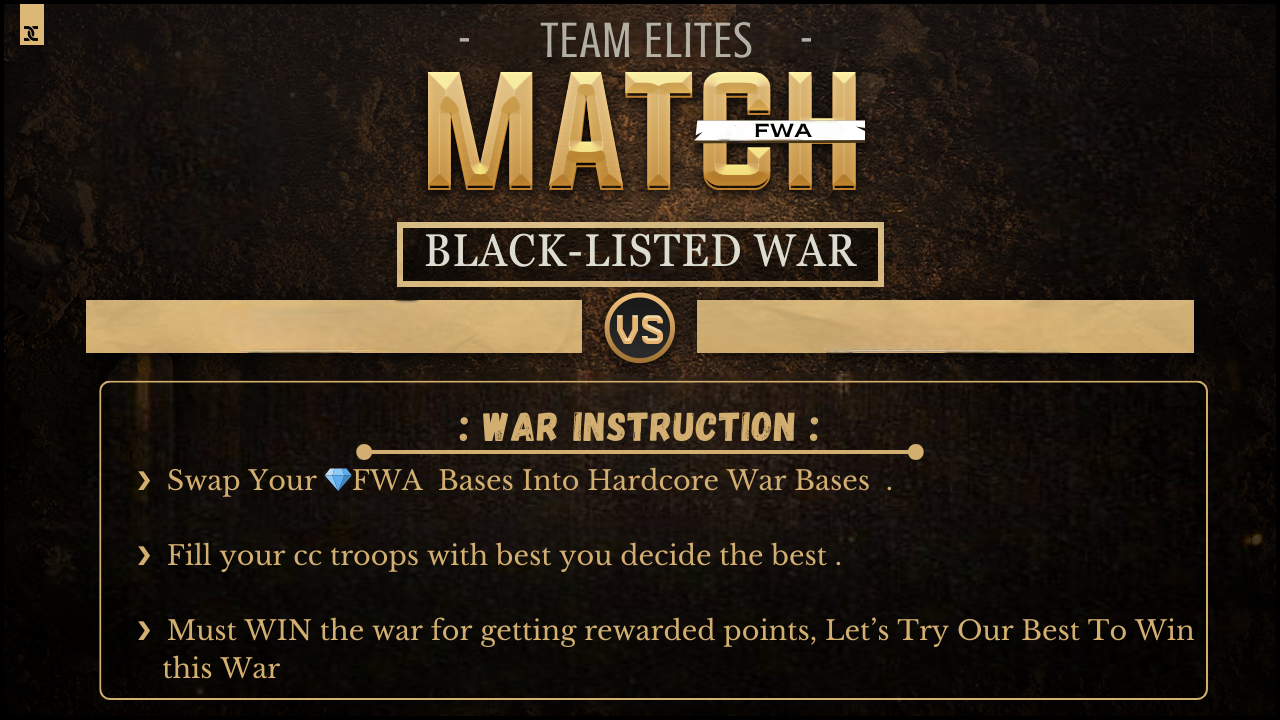 - TEAM ELITES -
MATCH
FWA
BLACK-LISTED WAR
VS
: WAR INSTRUCTION :
❯ Swap Your 💎FWA Bases Into Hardcore War Bases .
❯ Fill your cc troops with best you decide the best .
❯ Must WIN the war for getting rewarded points, Let’s Try Our Best To Win
this War